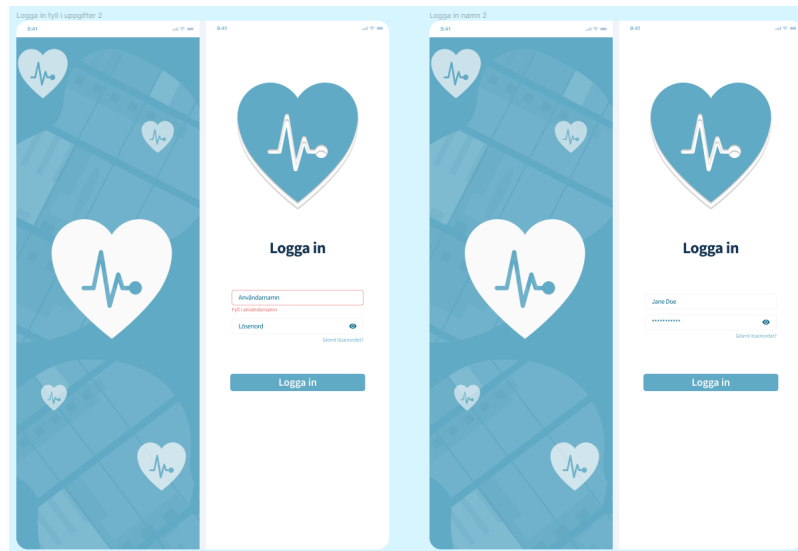 Logga in fyll i uppgifter 2
9:41
9:41
Logga in
Användarnamn
Fyll i användarnamn
Lösenord
Glömt lösenordet?
Logga in
Logga in namn 2
9:41
9:41
Logga in
Jane Doe
***********
Glömt lösenordet?
Logga in